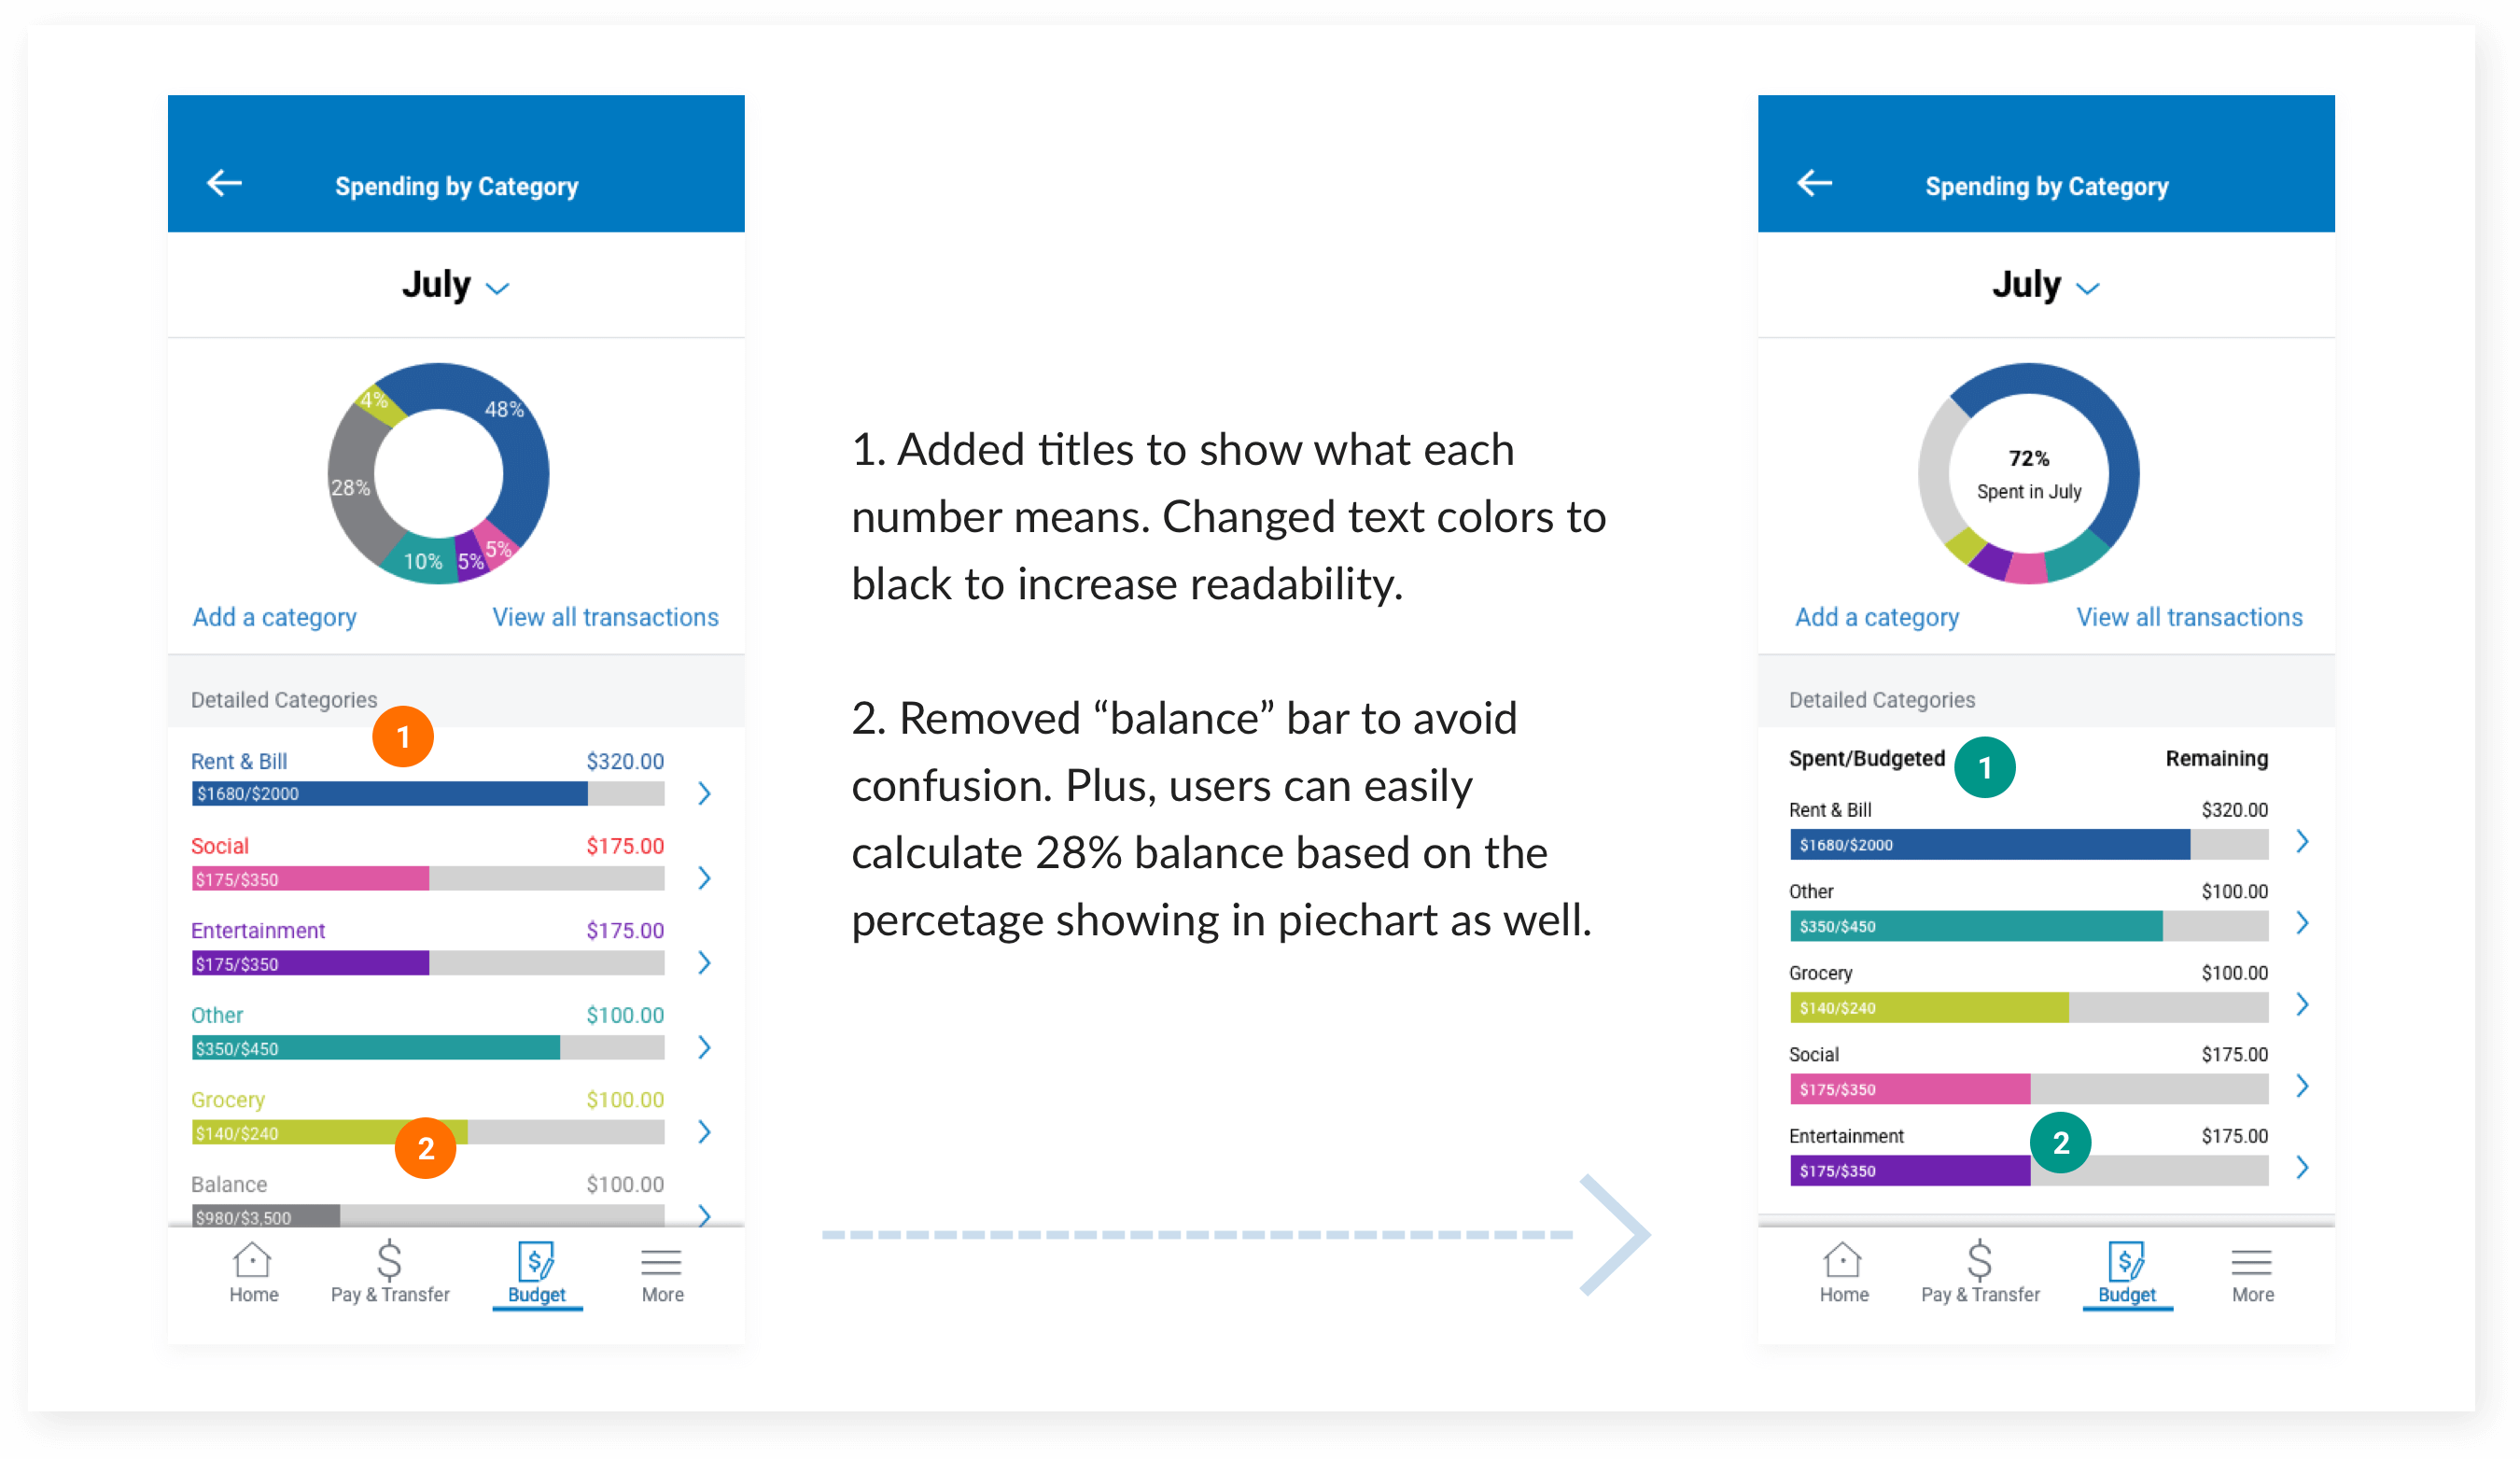 Spending by Category
July
4%
48%
28%
10%
5%
5%
Add a category
View all transactions
Detailed Categories
1
Rent & Bill
$320.00
$1680/$2000
Social
$175.00
$175/$350
Entertainment
$175.00
$175/$350
Other
$100.00
$350/$450
Grocery
$100.00
$140/$240
2
Balance
$100.00
$980/$3,500
Home
Pay & Transfer
Budget
More
1. Added titles to show what each
number means. Changed text colors to
black to increase readability.
2. Removed “balance” bar to avoid
confusion. Plus, users can easily
calculate 28% balance based on the
percetage showing in piechart as well.
Spending by Category
July
72%
Spent in July
Add a category
View all transactions
Detailed Categories
Spent/Budgeted
1
Remaining
Rent & Bill
$320.00
$1680/$2000
Other
$100.00
$350/$450
Grocery
$100.00
$140/$240
Social
$175.00
$175/$350
Entertainment
2
$175.00
$175/$350
Home
Pay & Transfer
Budget
More